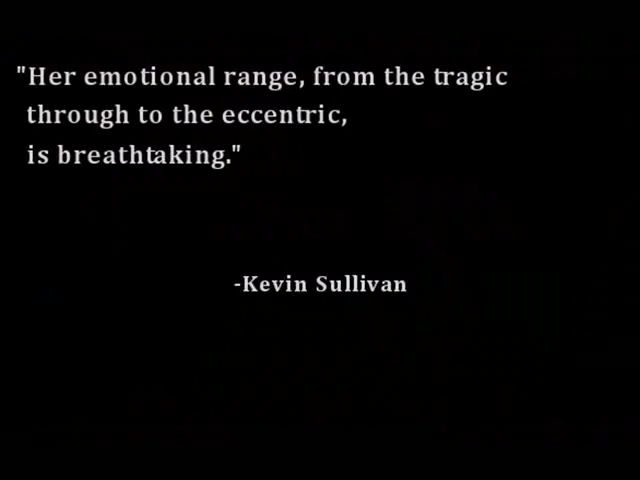 "Her emotional range, from the tragic
through to the eccentric,
is breathtaking."
-Kevin Sullivan